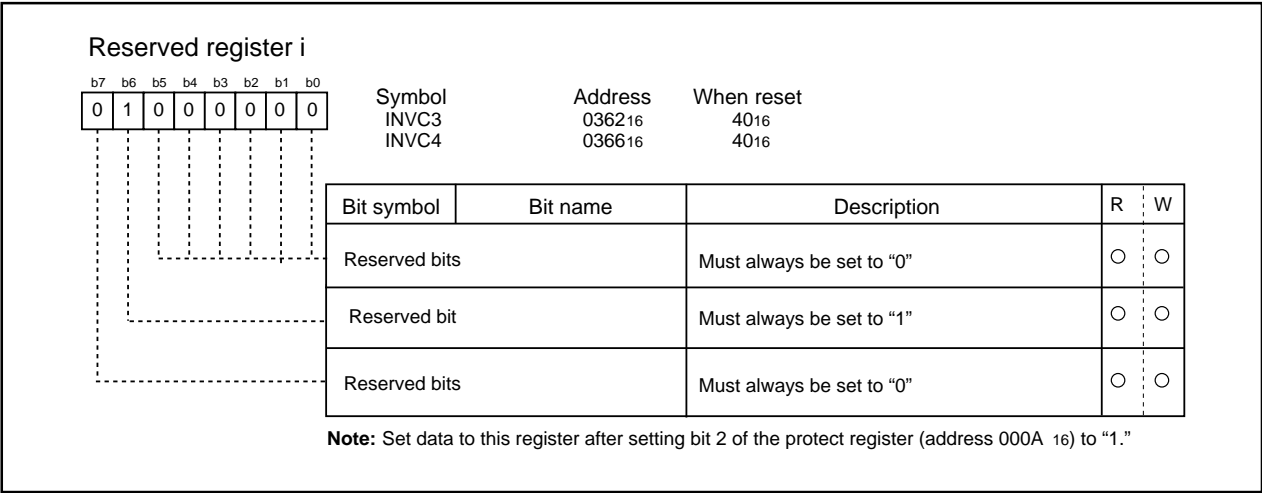 Reserved register i
b7 b6 b5 b4 b3 b2 b1 b0
0 1 0 0 0 0 0 0
Symbol Address When reset
INVC3 036216 4016
INVC4 036616 4016
Bit symbol Bit name Description R W
Reserved bits Must always be set to “0”
Reserved bit Must always be set to “1”
Reserved bits Must always be set to “0”
Note: Set data to this register after setting bit 2 of the protect register (address 000A 16) to “1.”